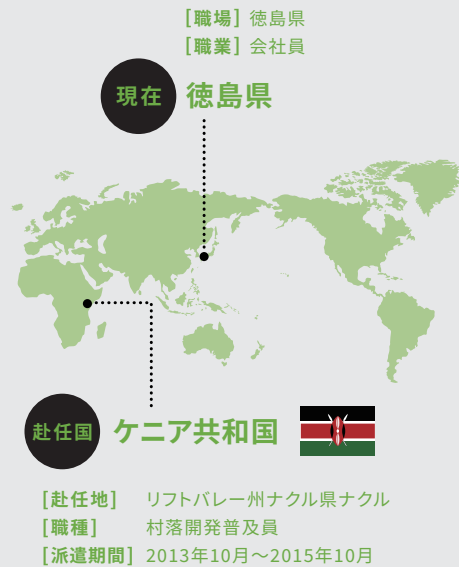 [職場] 徳島県
[職業] 会社員
現在 徳島県
赴任国 ケニア共和国
[赴任地] リフトバレー州ナクル県ナクル
[職種] 村落開発普及員
[派遣期間] 2013年10月〜2015年10月